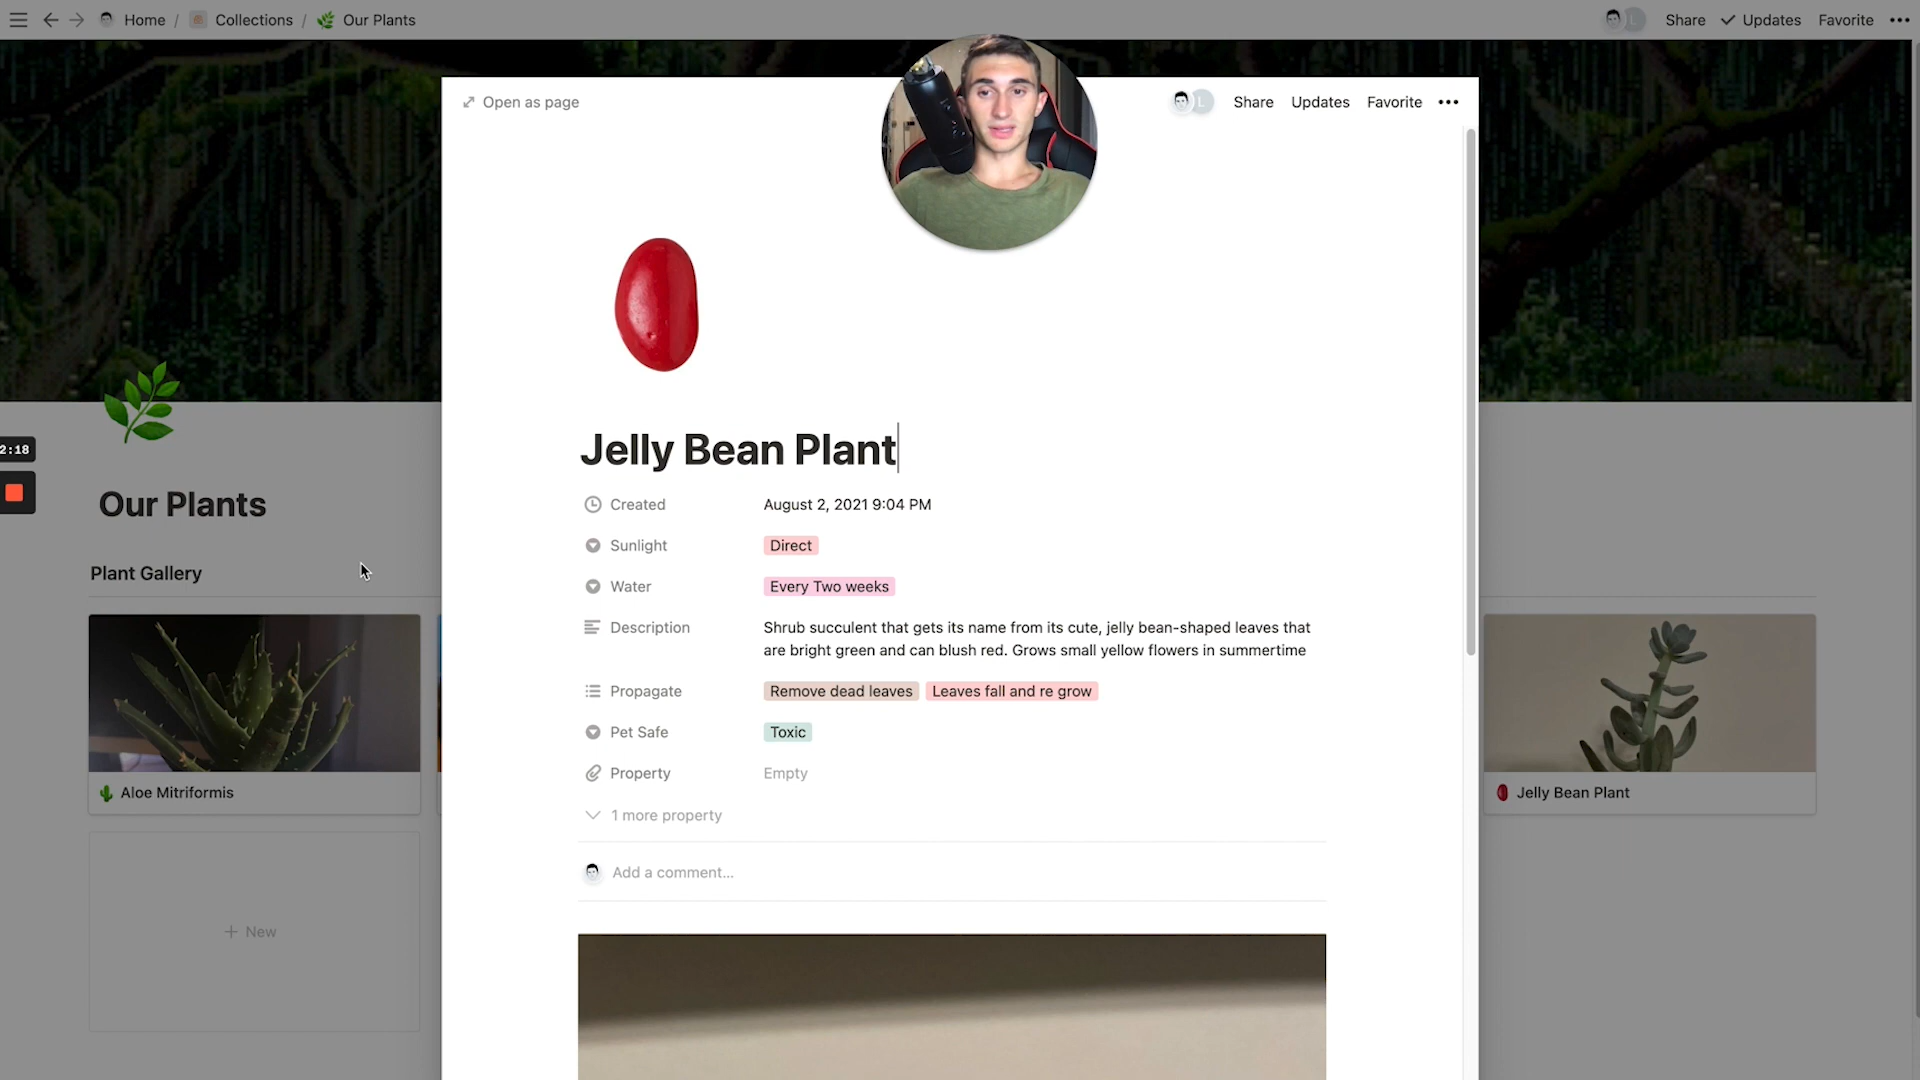 Home / Collections / Our Plants
Share Updates Favorite
Open as page
L Share Updates Favorite
Jelly Bean Plant
2:18
Our Plants
Created August 2, 2021 9:04 PM
Sunlight Direct
Plant Gallery
Water Every Two weeks
Description Shrub succulent that gets its name from its cute, jelly bean-shaped leaves that
are bright green and can blush red. Grows small yellow flowers in summertime
Propagate Remove dead leaves Leaves fall and re grow
Pet Safe Toxic
Property Empty
Aloe Mitriformis
Jelly Bean Plant
1 more property
Add a comment...
+ New